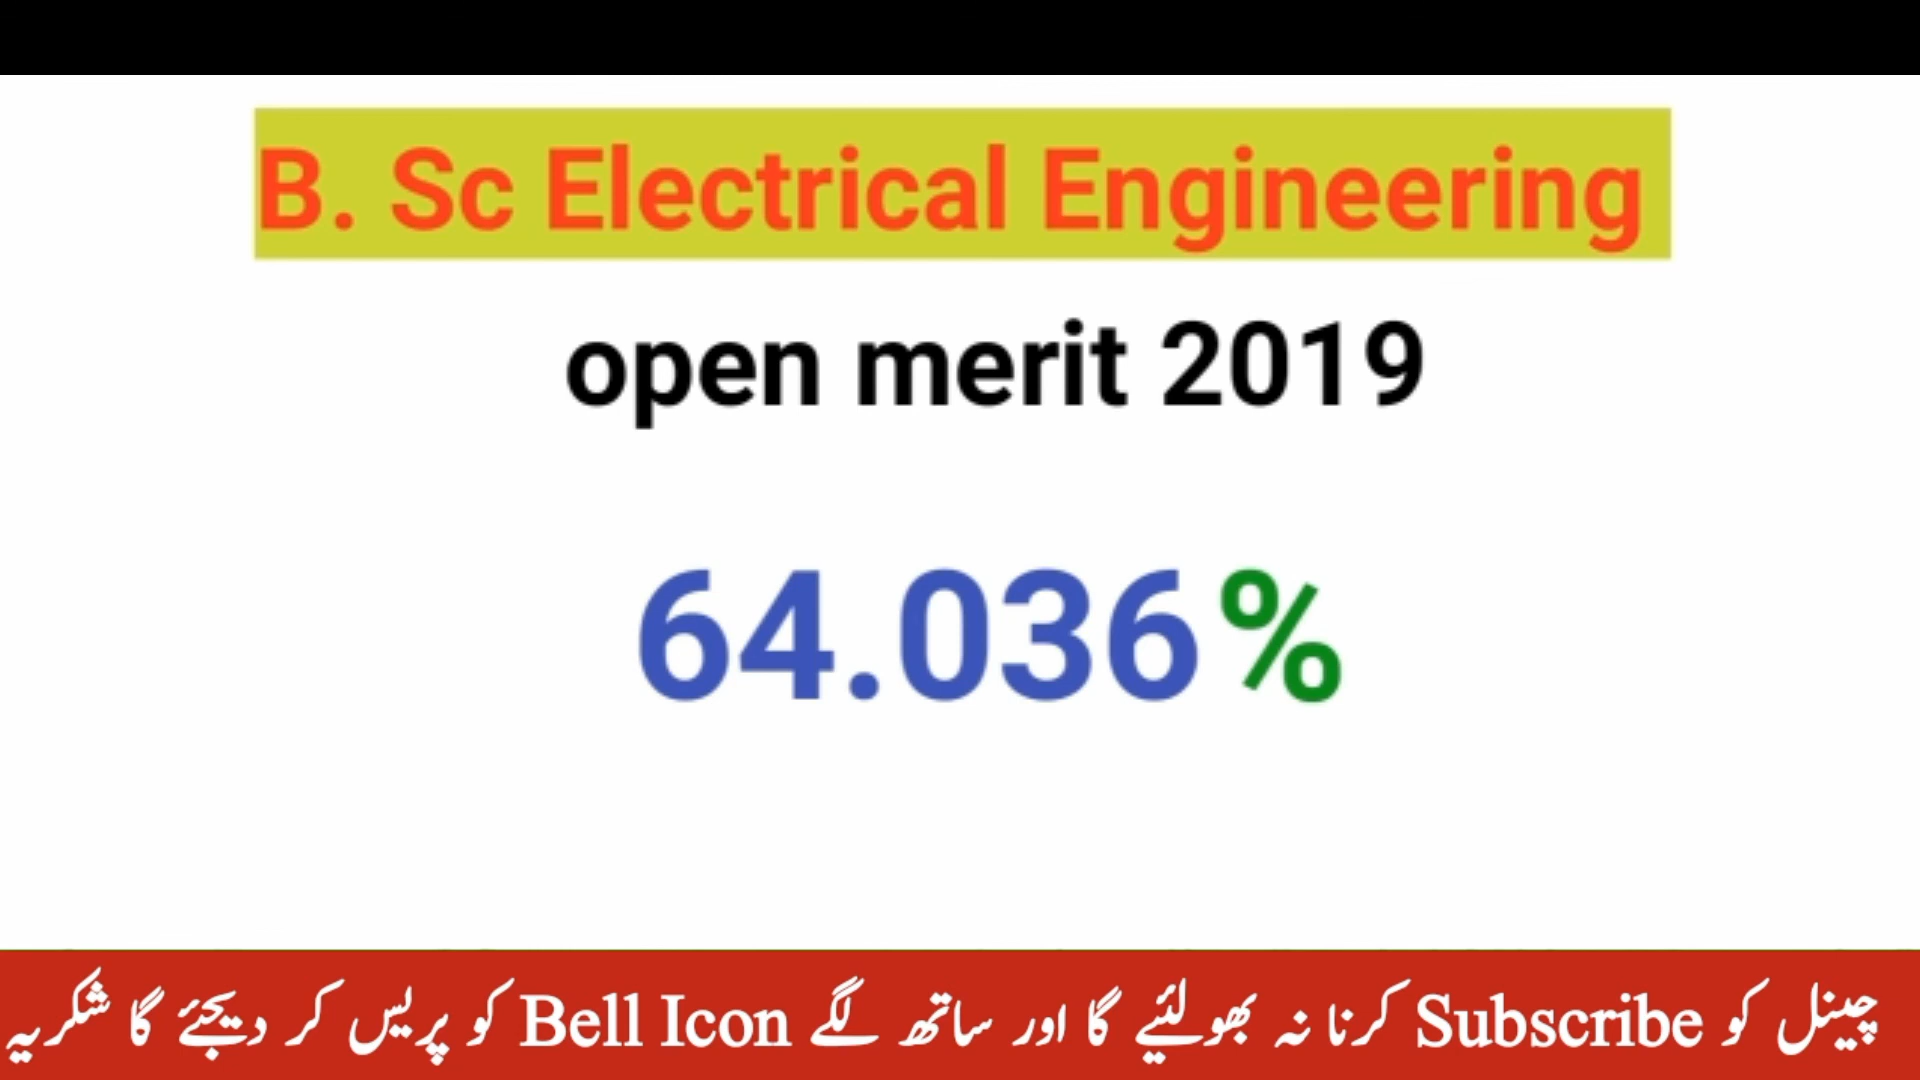 B. Sc Electrical Engineering
open merit 2019
64.036%
چینل کو Subscribe کرنا نہ بھولئیے گا اور ساتھ لگے Bell Icon کو پریس کر دیجئے گا شکریہ